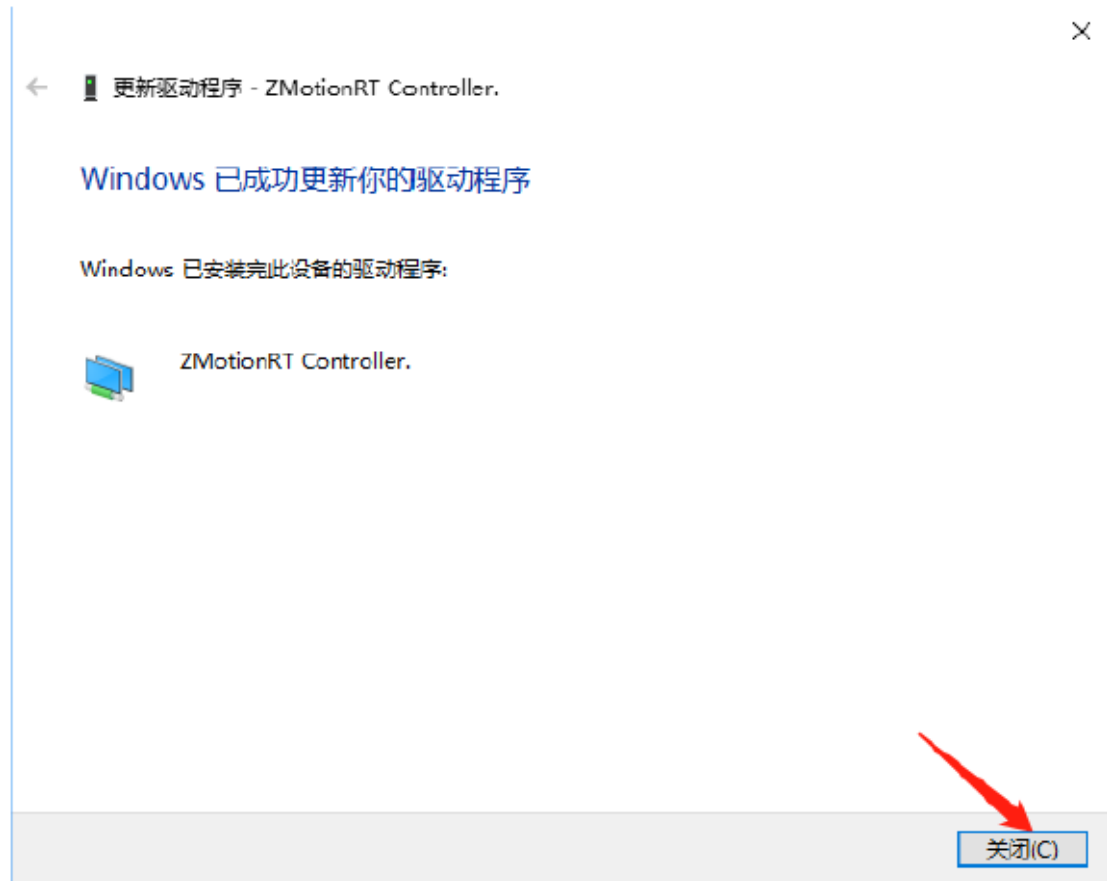 更新驱动程序 - ZMotionRT Controller.
Windows 已成功更新你的驱动程序
Windows 已安装完此设备的驱动程序:
ZMotionRT Controller.
关闭(C)